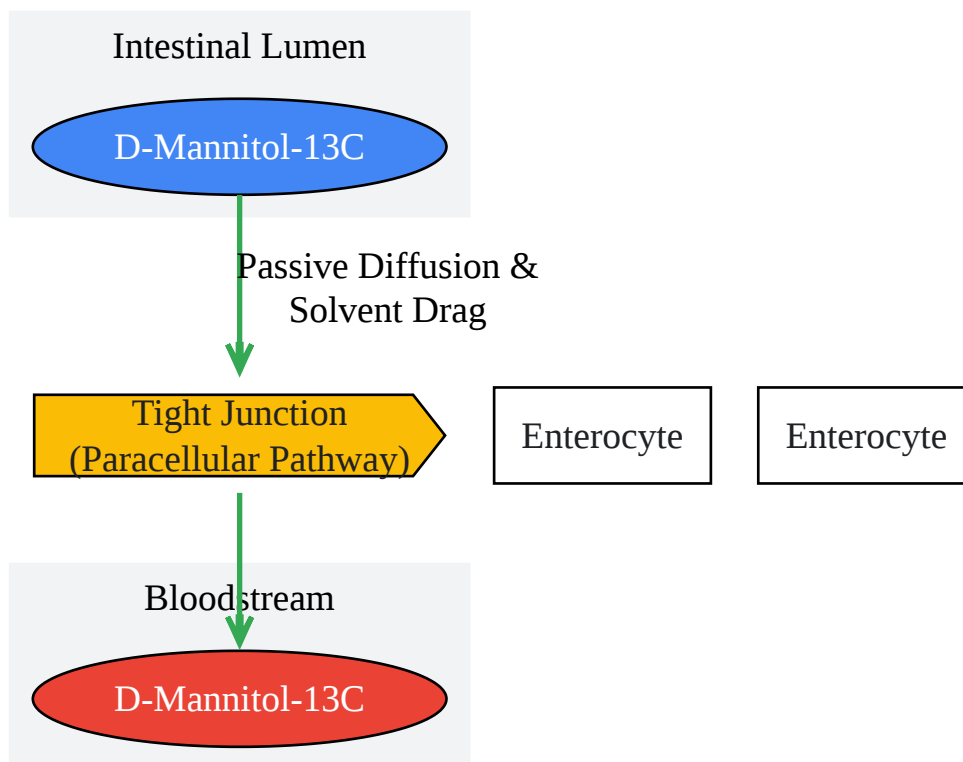 Intestinal Lumen
D-Mannitol-13C
Passive Diffusion &
Solvent Drag
Tight Junction
(Paracellular Pathway)
Enterocyte
Enterocyte
Bloodstream
D-Mannitol-13C